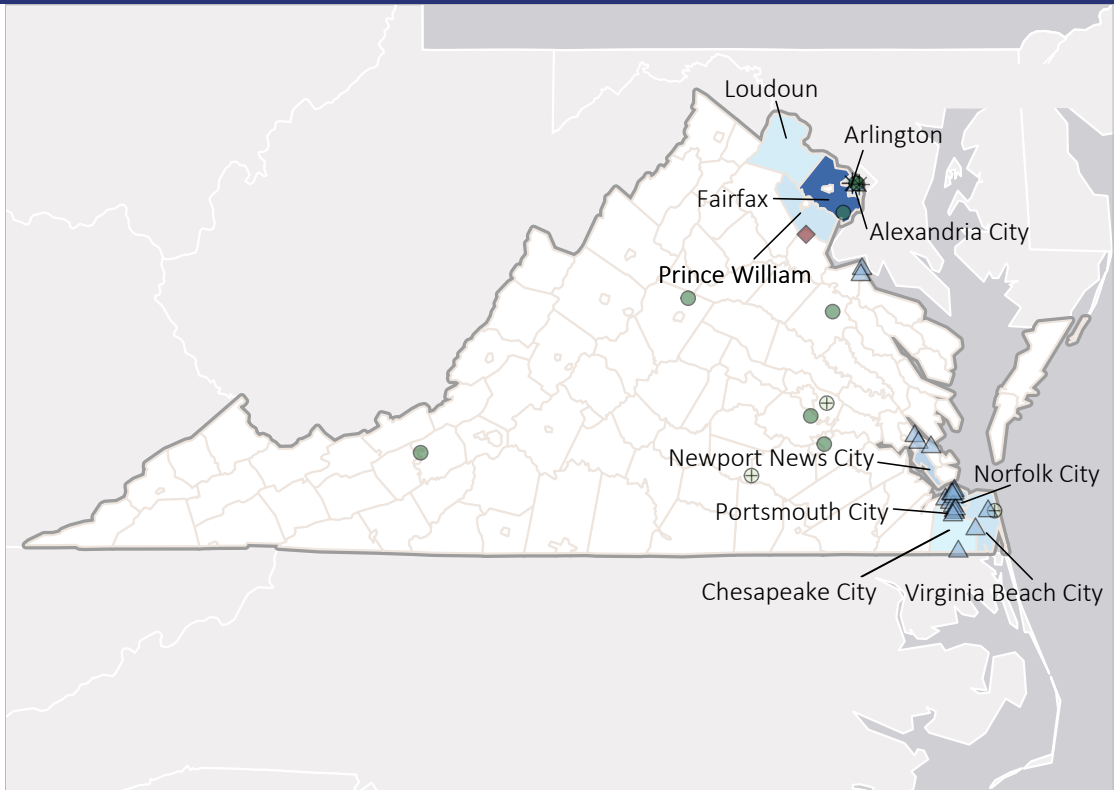 Loudoun
Arlington
Fairfax
Alexandria City
Prince William
Newport News City
Norfolk City
Portsmouth City
Chesapeake City
Virginia Beach City